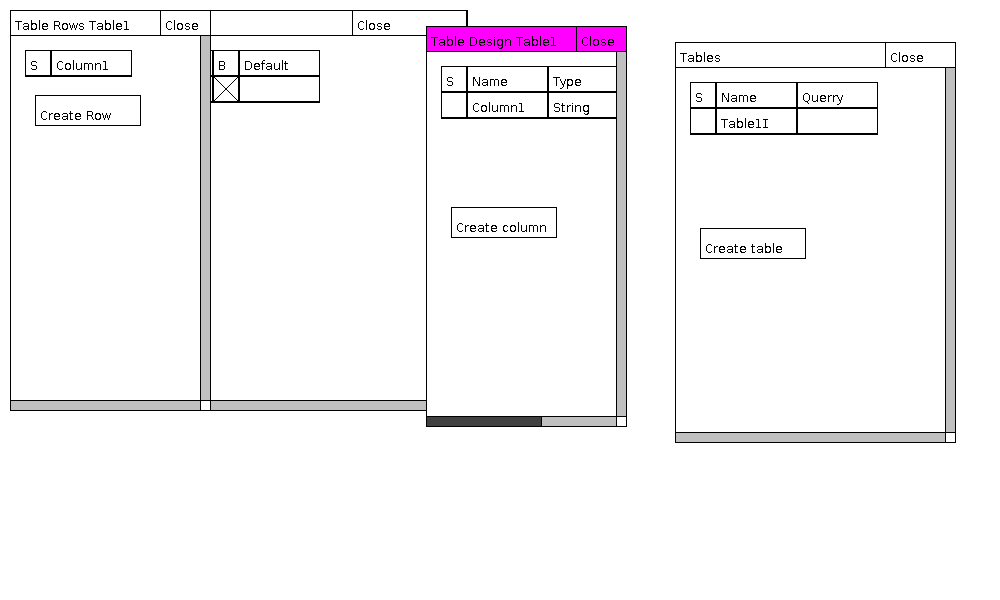 Table Rows Table1 Close
S Column1
Create Row
Close
B Default
Table Design Table1 Close
S Name Type
Column1 String
Create column
Tables Close
S Name Querry
Table1I
Create table